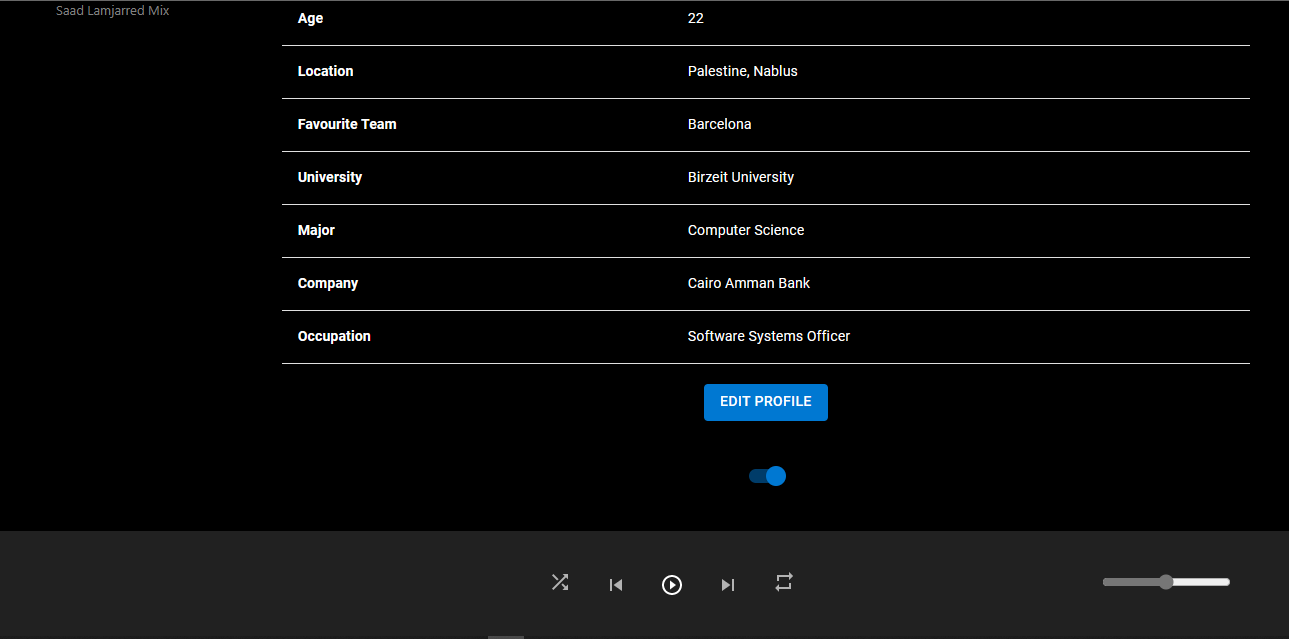 Saad Lamjarred Mix
Age 22
Location Palestine, Nablus
Favourite Team Barcelona
University Birzeit University
Major Computer Science
Company Cairo Amman Bank
Occupation Software Systems Officer
EDIT PROFILE